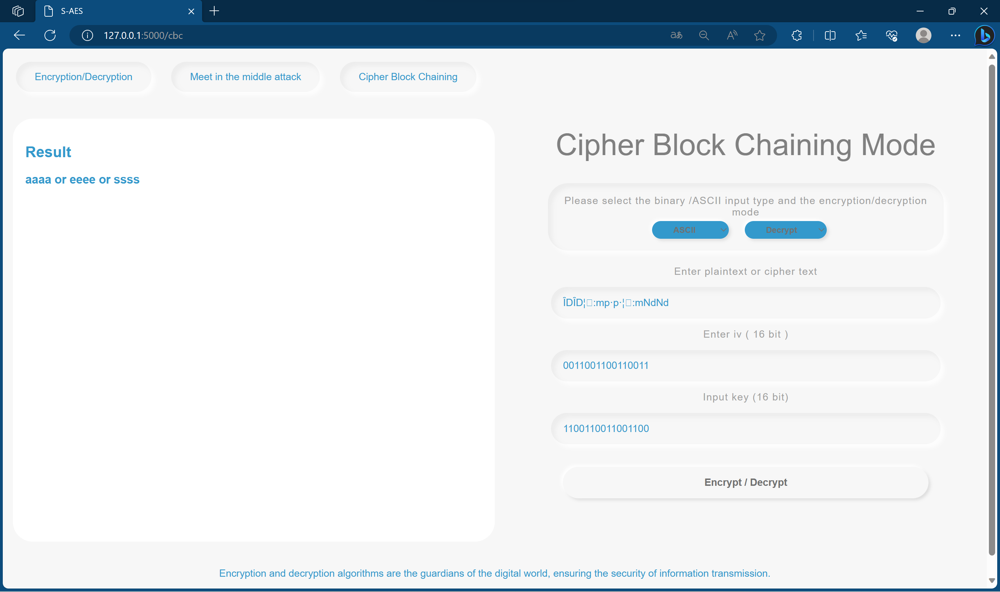 S-AES
127.0.0.1:5000/cbc
aあ
Encryption/Decryption
Meet in the middle attack
Cipher Block Chaining
Result
aaaa or eeee or ssss
Cipher Block Chaining Mode
Please select the binary /ASCII input type and the encryption/decryption
mode
ASCII
Decrypt
Enter plaintext or cipher text
ÎDÎD¦□:mp·p·¦□:mNdNd
Enter iv ( 16 bit )
0011001100110011
Input key (16 bit)
1100110011001100
Encrypt / Decrypt
Encryption and decryption algorithms are the guardians of the digital world, ensuring the security of information transmission.